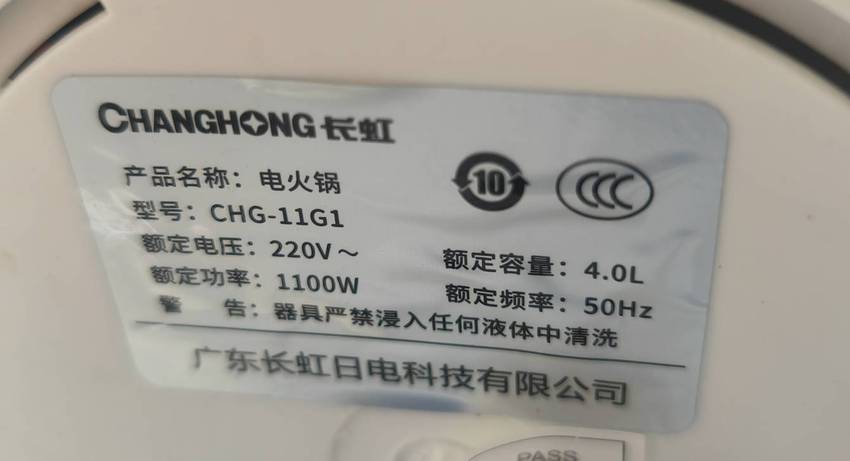 CHANGHONG 长虹
10
CCC
产品名称：电火锅
型号：CHG-11G1
额定电压：220V～
额定容量：4.0L
额定功率：1100W
额定频率：50Hz
警 告：器具严禁浸入任何液体中清洗
广东长虹日电科技有限公司
PASS